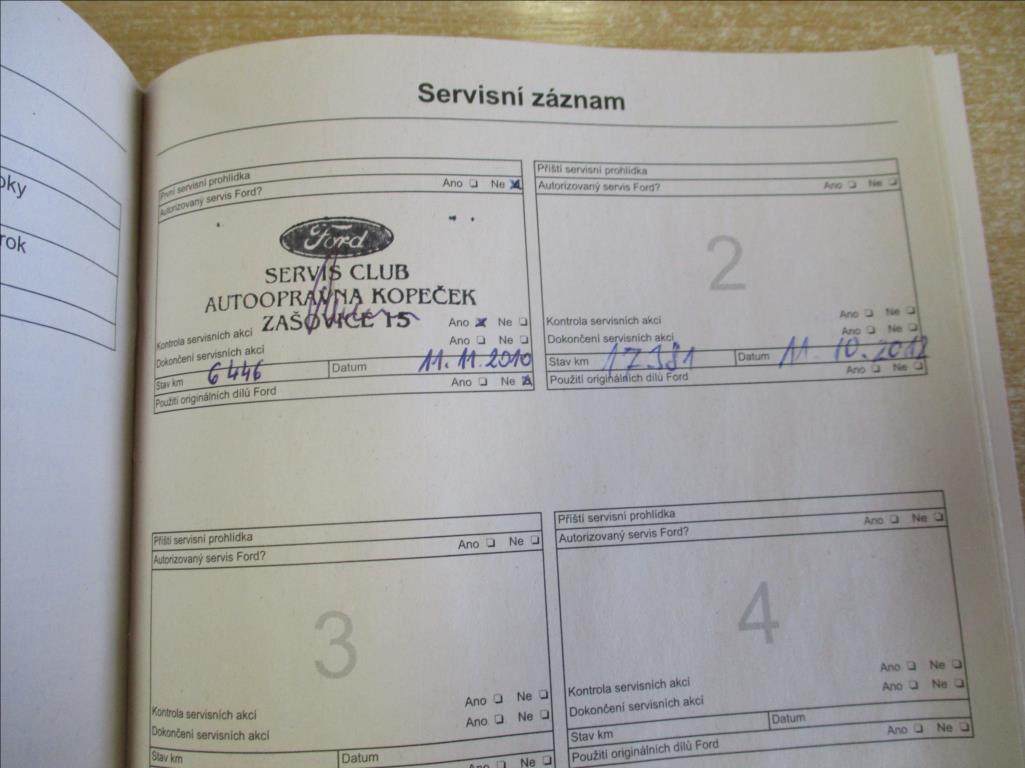 oky
rok
Servisní záznam
První servisní prohlídka
Autorizovaný servis Ford? Ano Ne
Ford
SERVIS CLUB
AUTOOPRAVNA KOPEČEK
ZAŠOVICE 15
Kontrola servisních akcí Ano Ne
Dokončení servisních akcí Ano Ne
Stav km 6446 Datum 11.11.2010
Použití originálních dílů Ford Ano Ne
Příští servisní prohlídka
Autorizovaný servis Ford? Ano Ne
2
Kontrola servisních akcí Ano Ne
Dokončení servisních akcí Ano Ne
Stav km 17381 Datum 11.10.2012
Použití originálních dílů Ford Ano Ne
Příští servisní prohlídka
Autorizovaný servis Ford? Ano Ne
3
Kontrola servisních akcí Ano Ne
Dokončení servisních akcí Ano Ne
Stav km Datum
Ano Ne
Příští servisní prohlídka
Autorizovaný servis Ford? Ano Ne
4
Kontrola servisních akcí Ano Ne
Dokončení servisních akcí Ano Ne
Stav km Datum
Použití originálních dílů Ford Ano Ne